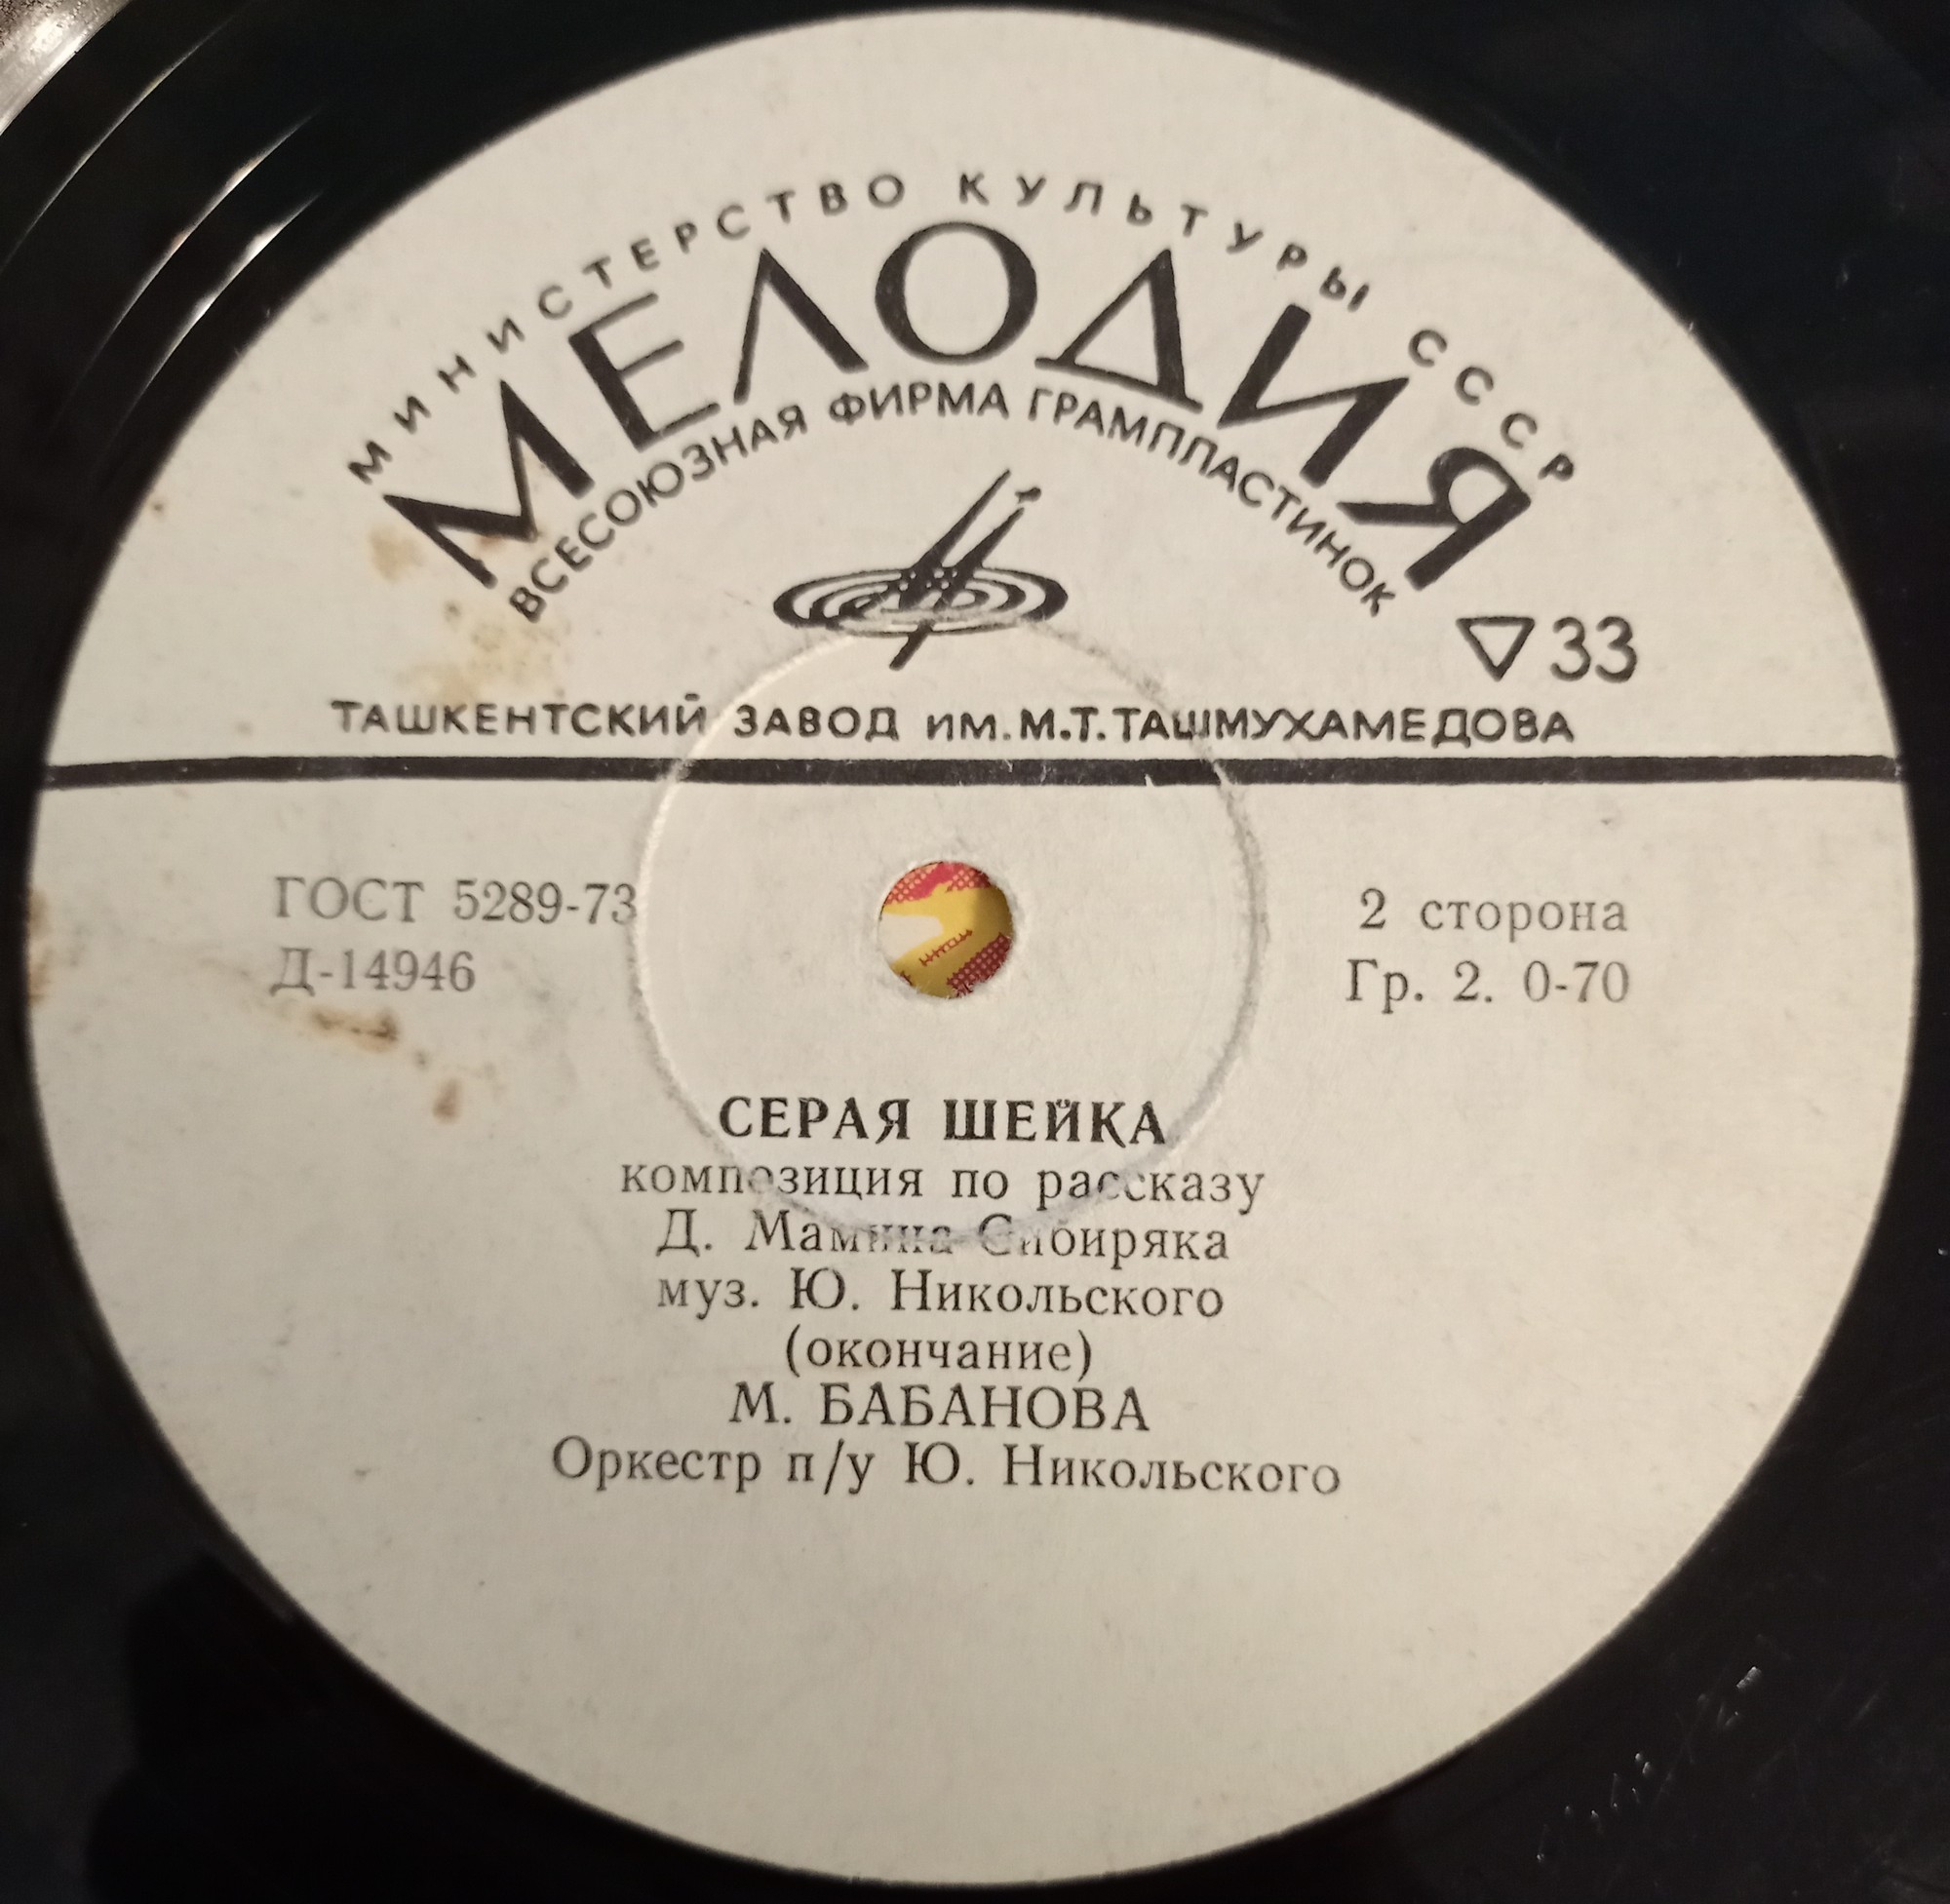 МИНИСТЕРСТВО КУЛЬТУРЫ СССР
МЕЛОДИЯ
ВСЕСОЮЗНАЯ ФИРМА ГРАМПЛАСТИНОК
33
ТАШКЕНТСКИЙ ЗАВОД ИМ. М.Т. ТАШМУХАМЕДОВА
ГОСТ 5289-73
Д-14946
2 сторона
Гр. 2. 0-70
СЕРАЯ ШЕЙКА
композиция по рассказу
Д. Мамина-Сибиряка
муз. Ю. Никольского
(окончание)
М. БАБАНОВА
Оркестр п/у Ю. Никольского